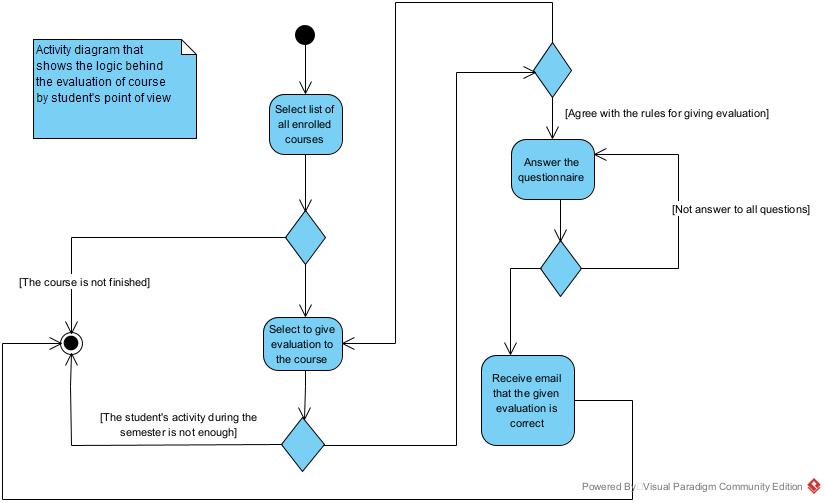 Activity diagram that
shows the logic behind
the evaluation of course
by student's point of view
Select list of
all enrolled
courses
[Agree with the rules for giving evaluation]
Answer the
questionnaire
[Not answer to all questions]
[The course is not finished]
Select to give
evaluation to
the course
Receive email
that the given
evaluation is
correct
[The student's activity during the
semester is not enough]
Powered By Visual Paradigm Community Edition